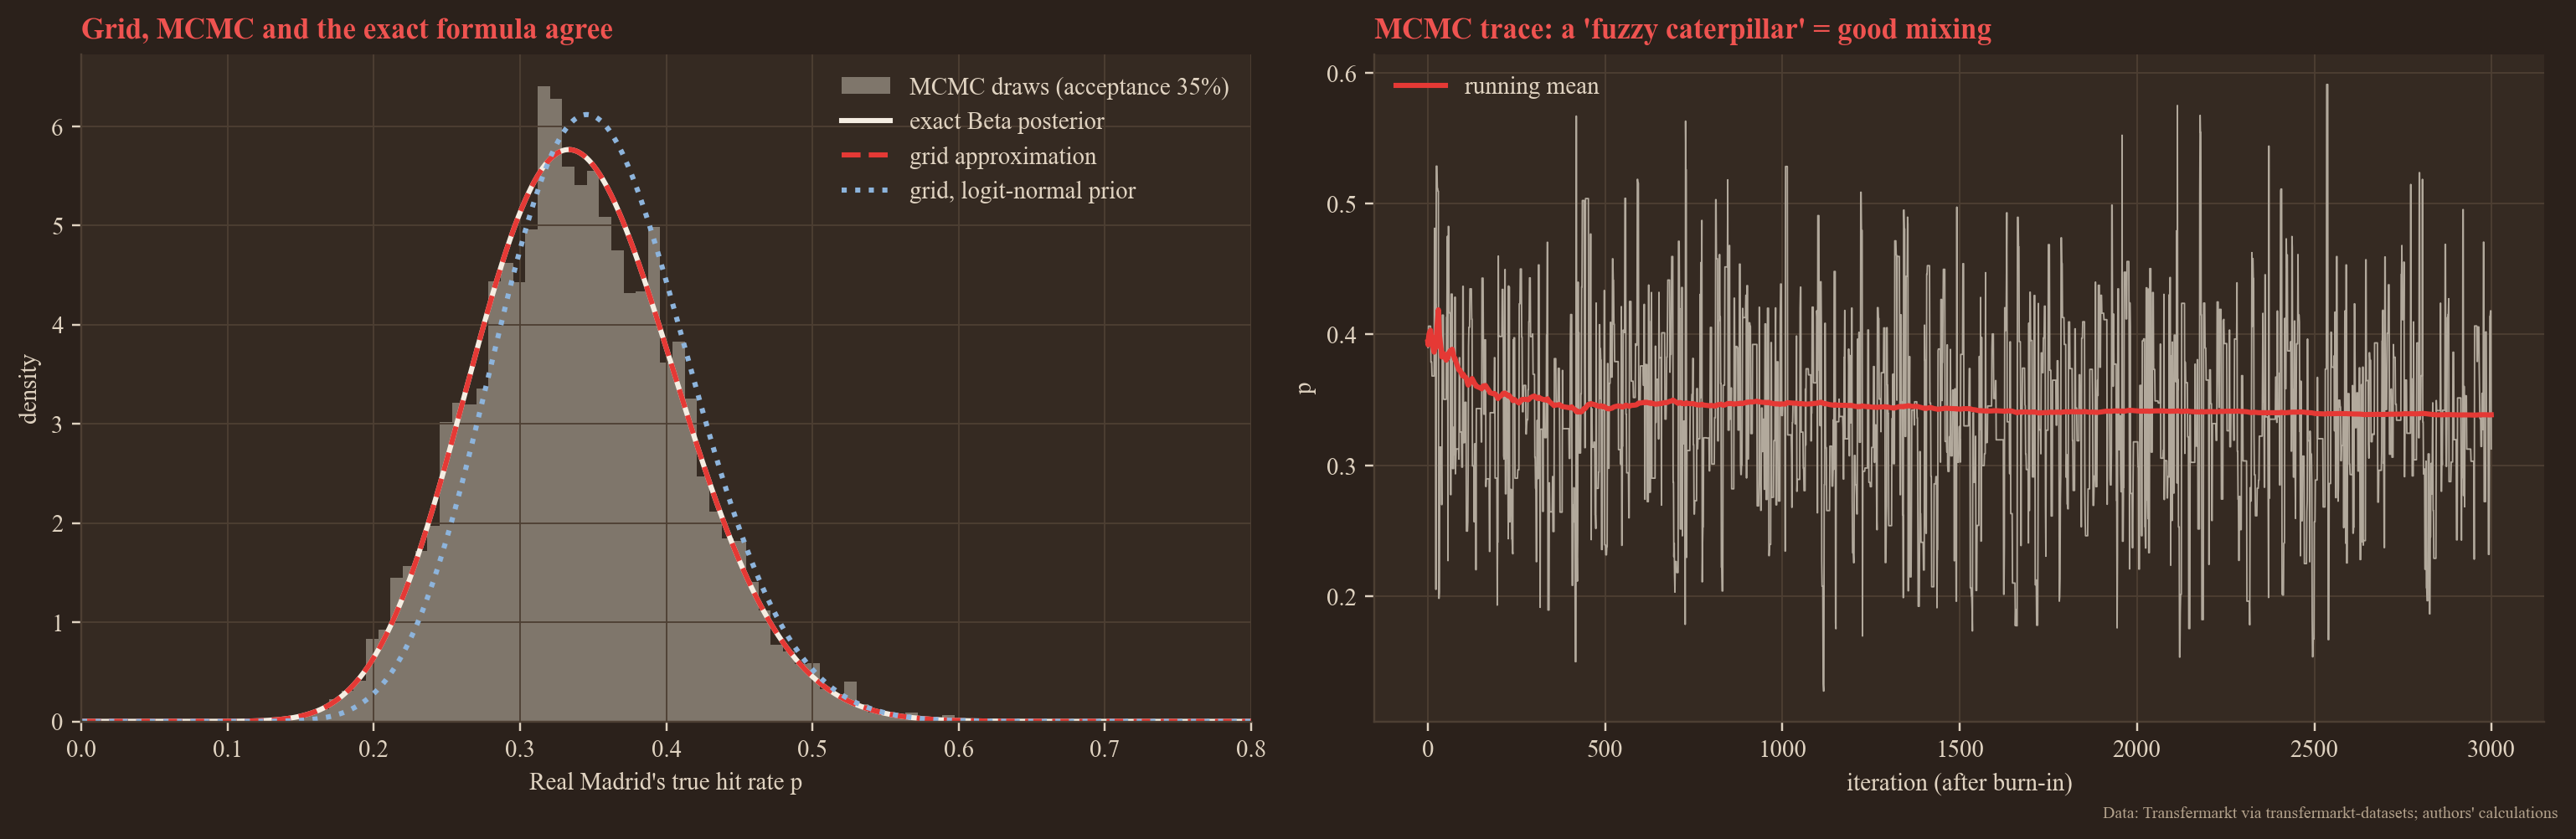 Grid, MCMC and the exact formula agree
MCMC draws (acceptance 35%)
exact Beta posterior
grid approximation
grid, logit-normal prior
density
6
5
4
3
2
1
0
0.0 0.1 0.2 0.3 0.4 0.5 0.6 0.7 0.8
Real Madrid's true hit rate p
MCMC trace: a 'fuzzy caterpillar' = good mixing
running mean
p
0.6
0.5
0.4
0.3
0.2
0 500 1000 1500 2000 2500 3000
iteration (after burn-in)
Data: Transfermarkt via transfermarkt-datasets; authors' calculations